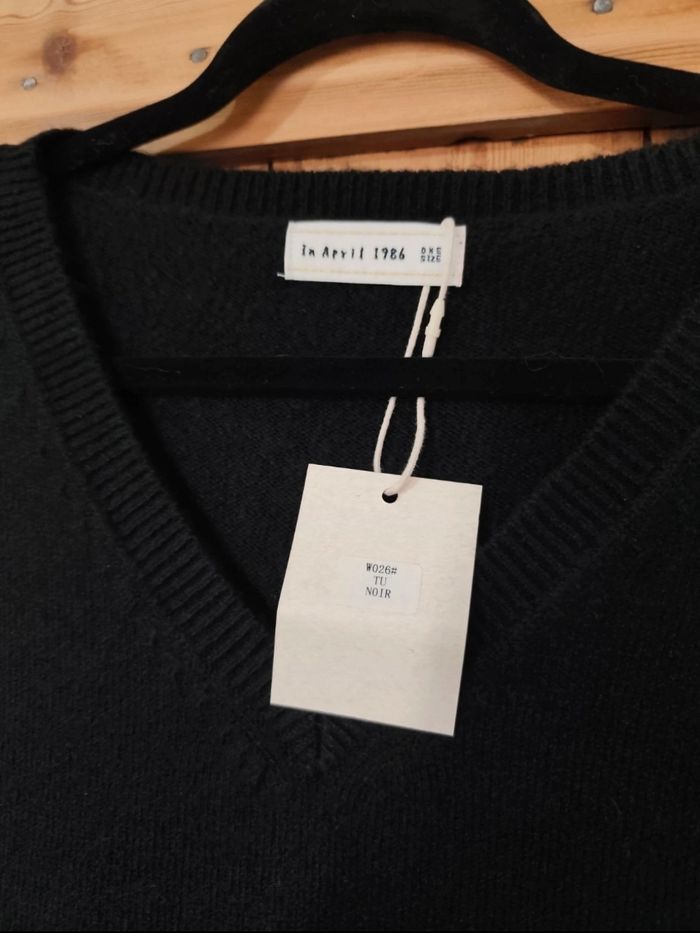 in April 1986
ONE
SIZE
W026#
TU
NOIR